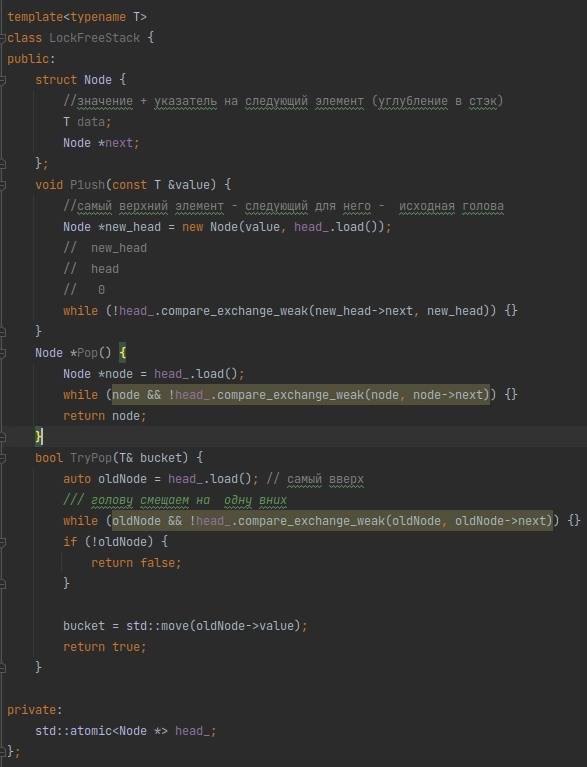 template<typename T>
class LockFreeStack {
public:
    struct Node {
        //значение + указатель на следующий элемент (углубление в стэк)
        T data;
        Node *next;
    };
    void P1ush(const T &value) {
        //самый верхний элемент - следующий для него -  исходная голова
        Node *new_head = new Node(value, head_.load());
        //  new_head
        //  head
        //   0
        while (!head_.compare_exchange_weak(new_head->next, new_head)) {}
    }
    Node *Pop() {
        Node *node = head_.load();
        while (node && !head_.compare_exchange_weak(node, node->next)) {}
        return node;
    }
    bool TryPop(T& bucket) {
        auto oldNode = head_.load(); // самый вверх
        /// голову смещаем на  одну вних
        while (oldNode && !head_.compare_exchange_weak(oldNode, oldNode->next)) {}
        if (!oldNode) {
            return false;
        }

        bucket = std::move(oldNode->value);
        return true;
    }

private:
    std::atomic<Node *> head_;
};